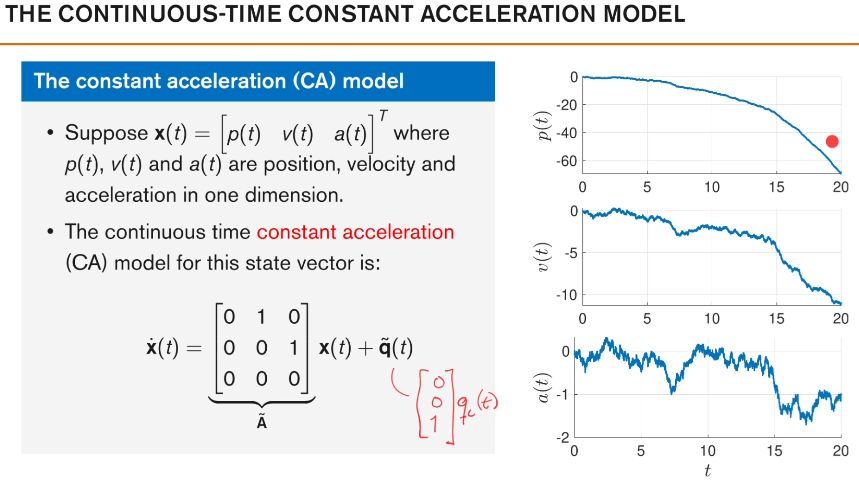 THE CONTINUOUS-TIME CONSTANT ACCELERATION MODEL
The constant acceleration (CA) model
• Suppose x(t) = [p(t) v(t) a(t)]^T where
p(t), v(t) and a(t) are position, velocity and
acceleration in one dimension.
• The continuous time constant acceleration
(CA) model for this state vector is:
0 1 0
ẋ(t) = [0 0 1] x(t) + q̃(t)
0 0 0
Ã
[0
0
1] q_c(t)
p(t)
0
-20
-40
-60
0 5 10 15 20
v(t)
0
-5
-10
0 5 10 15 20
a(t)
0
-1
-2
0 5 10 15 20
t